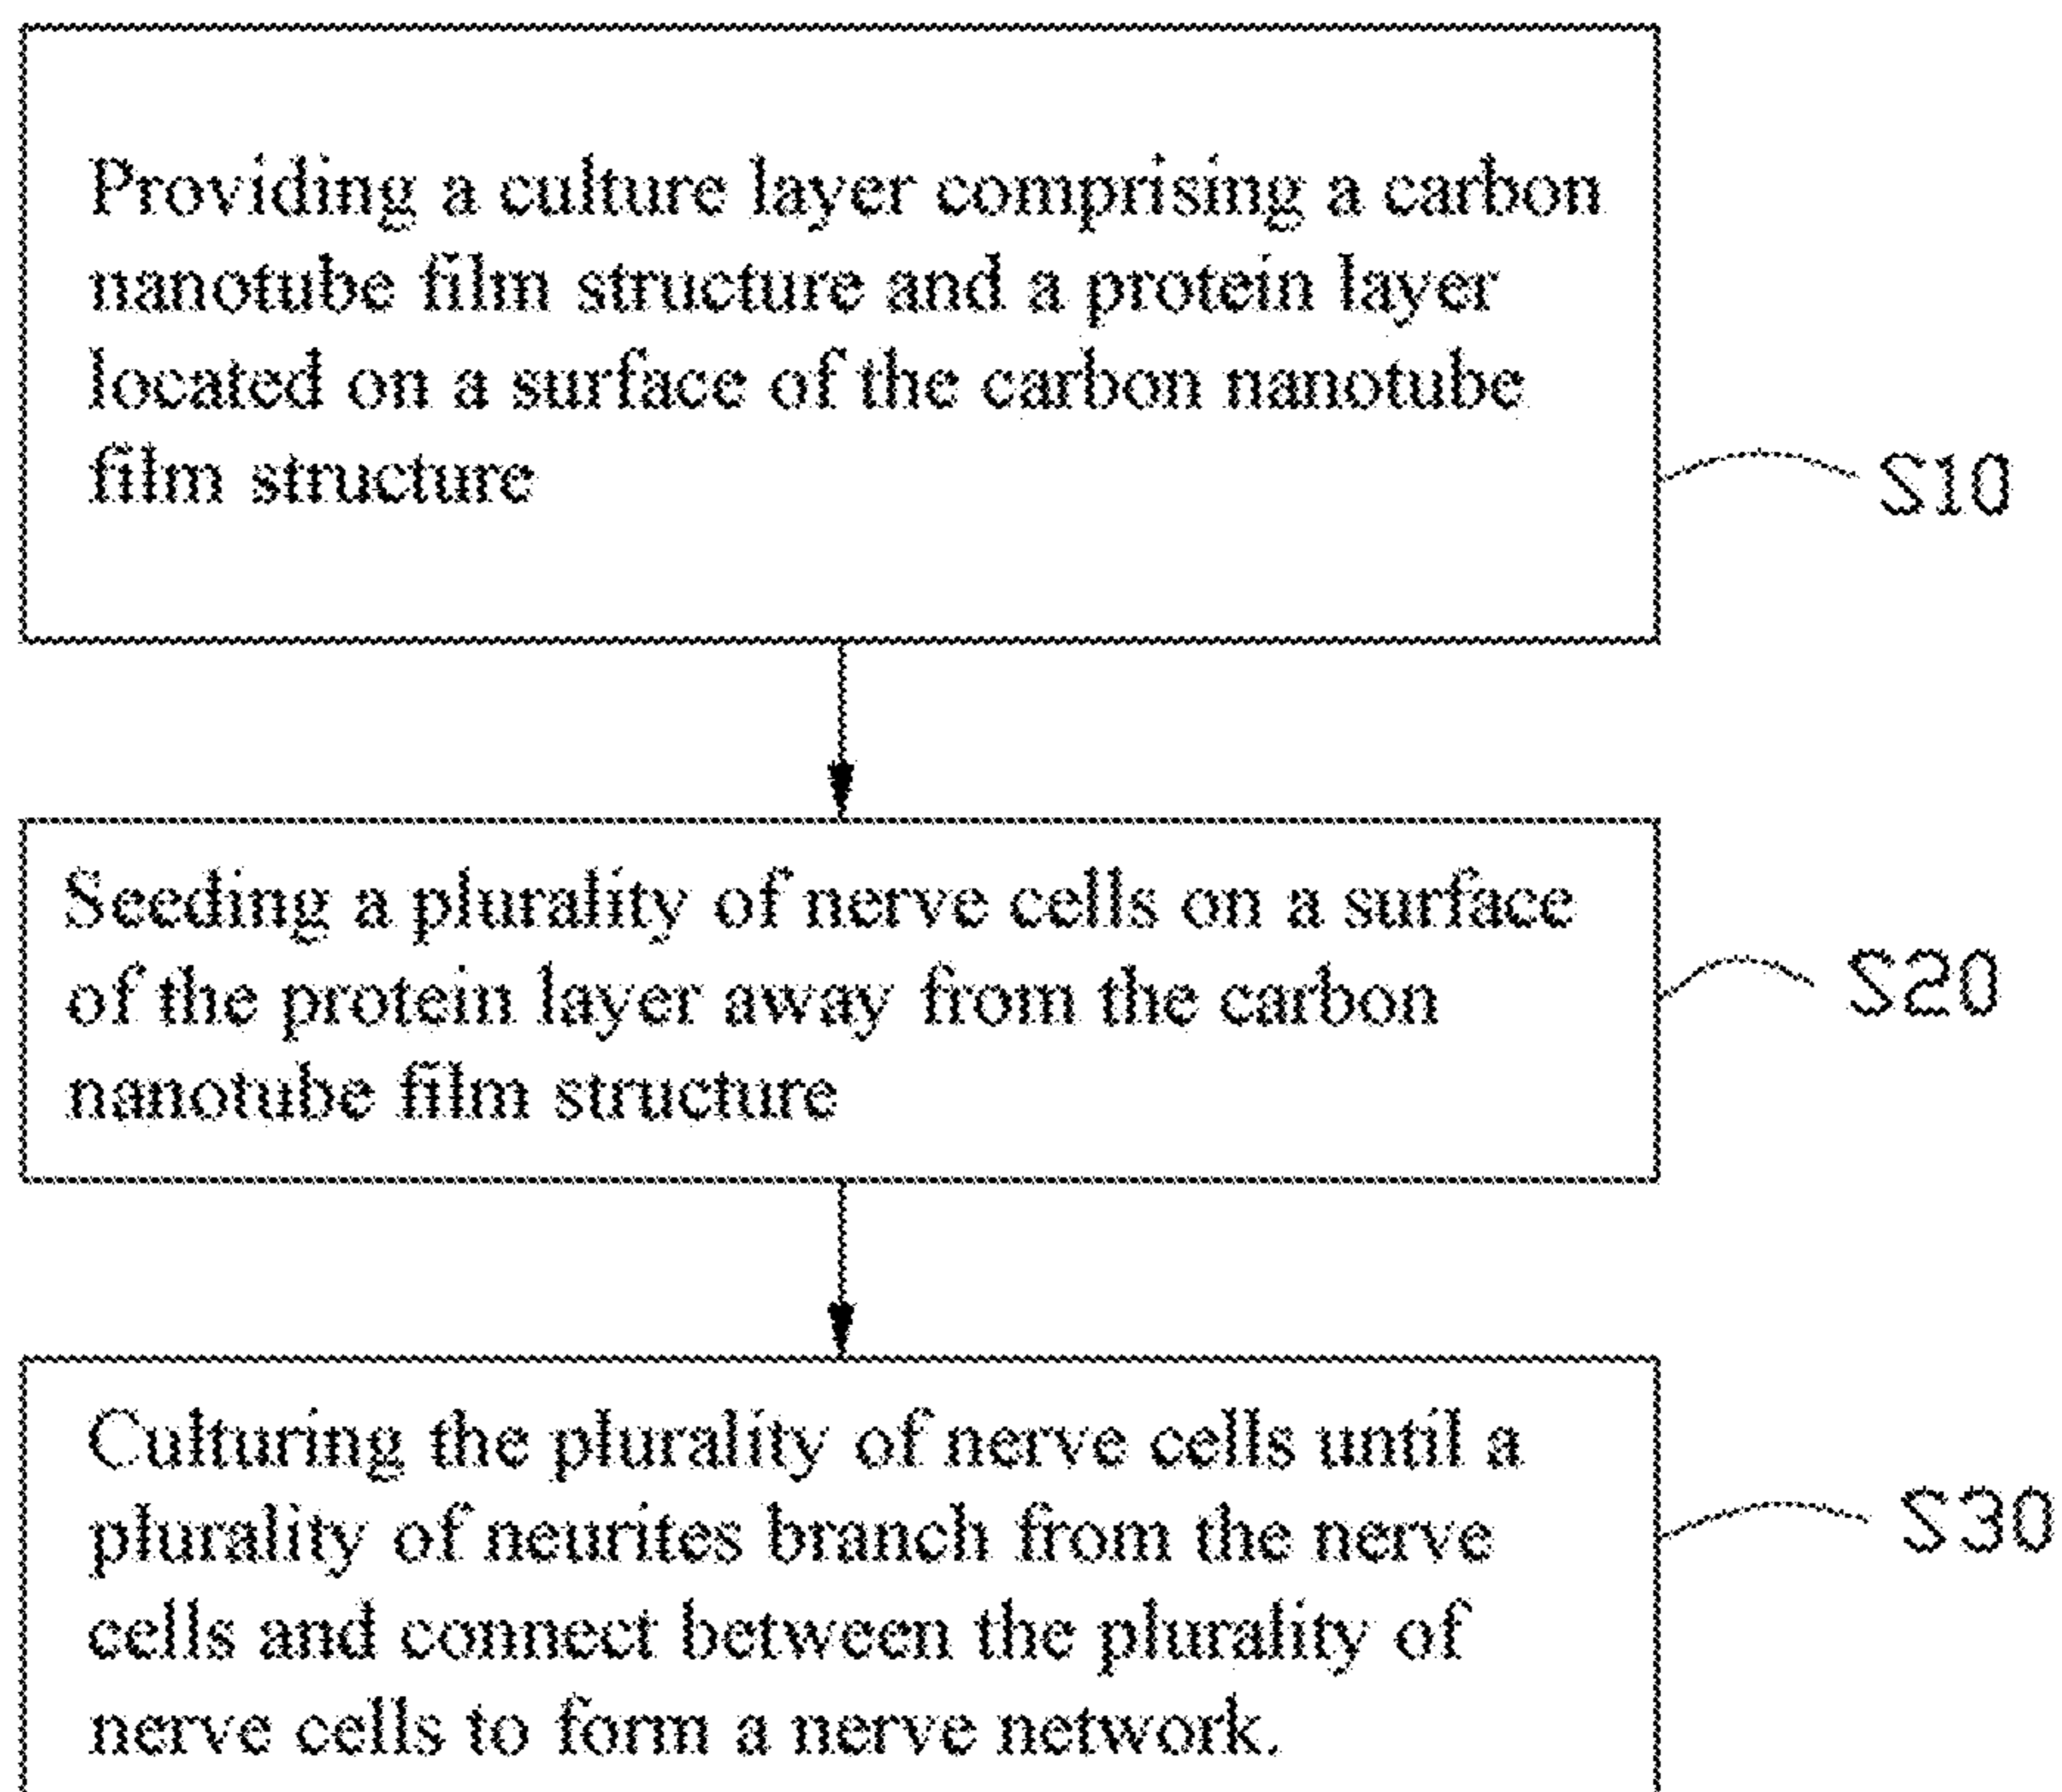 Providing a culture layer comprising a carbon
nanotube film structure and a protein layer
located on a surface of the carbon nanotube
film structure
S10
Seeding a plurality of nerve cells on a surface
of the protein layer away from the carbon
nanotube film structure
S20
Culturing the plurality of nerve cells until a
plurality of neurites branch from the nerve
cells and connect between the plurality of
nerve cells to form a nerve network.
S30